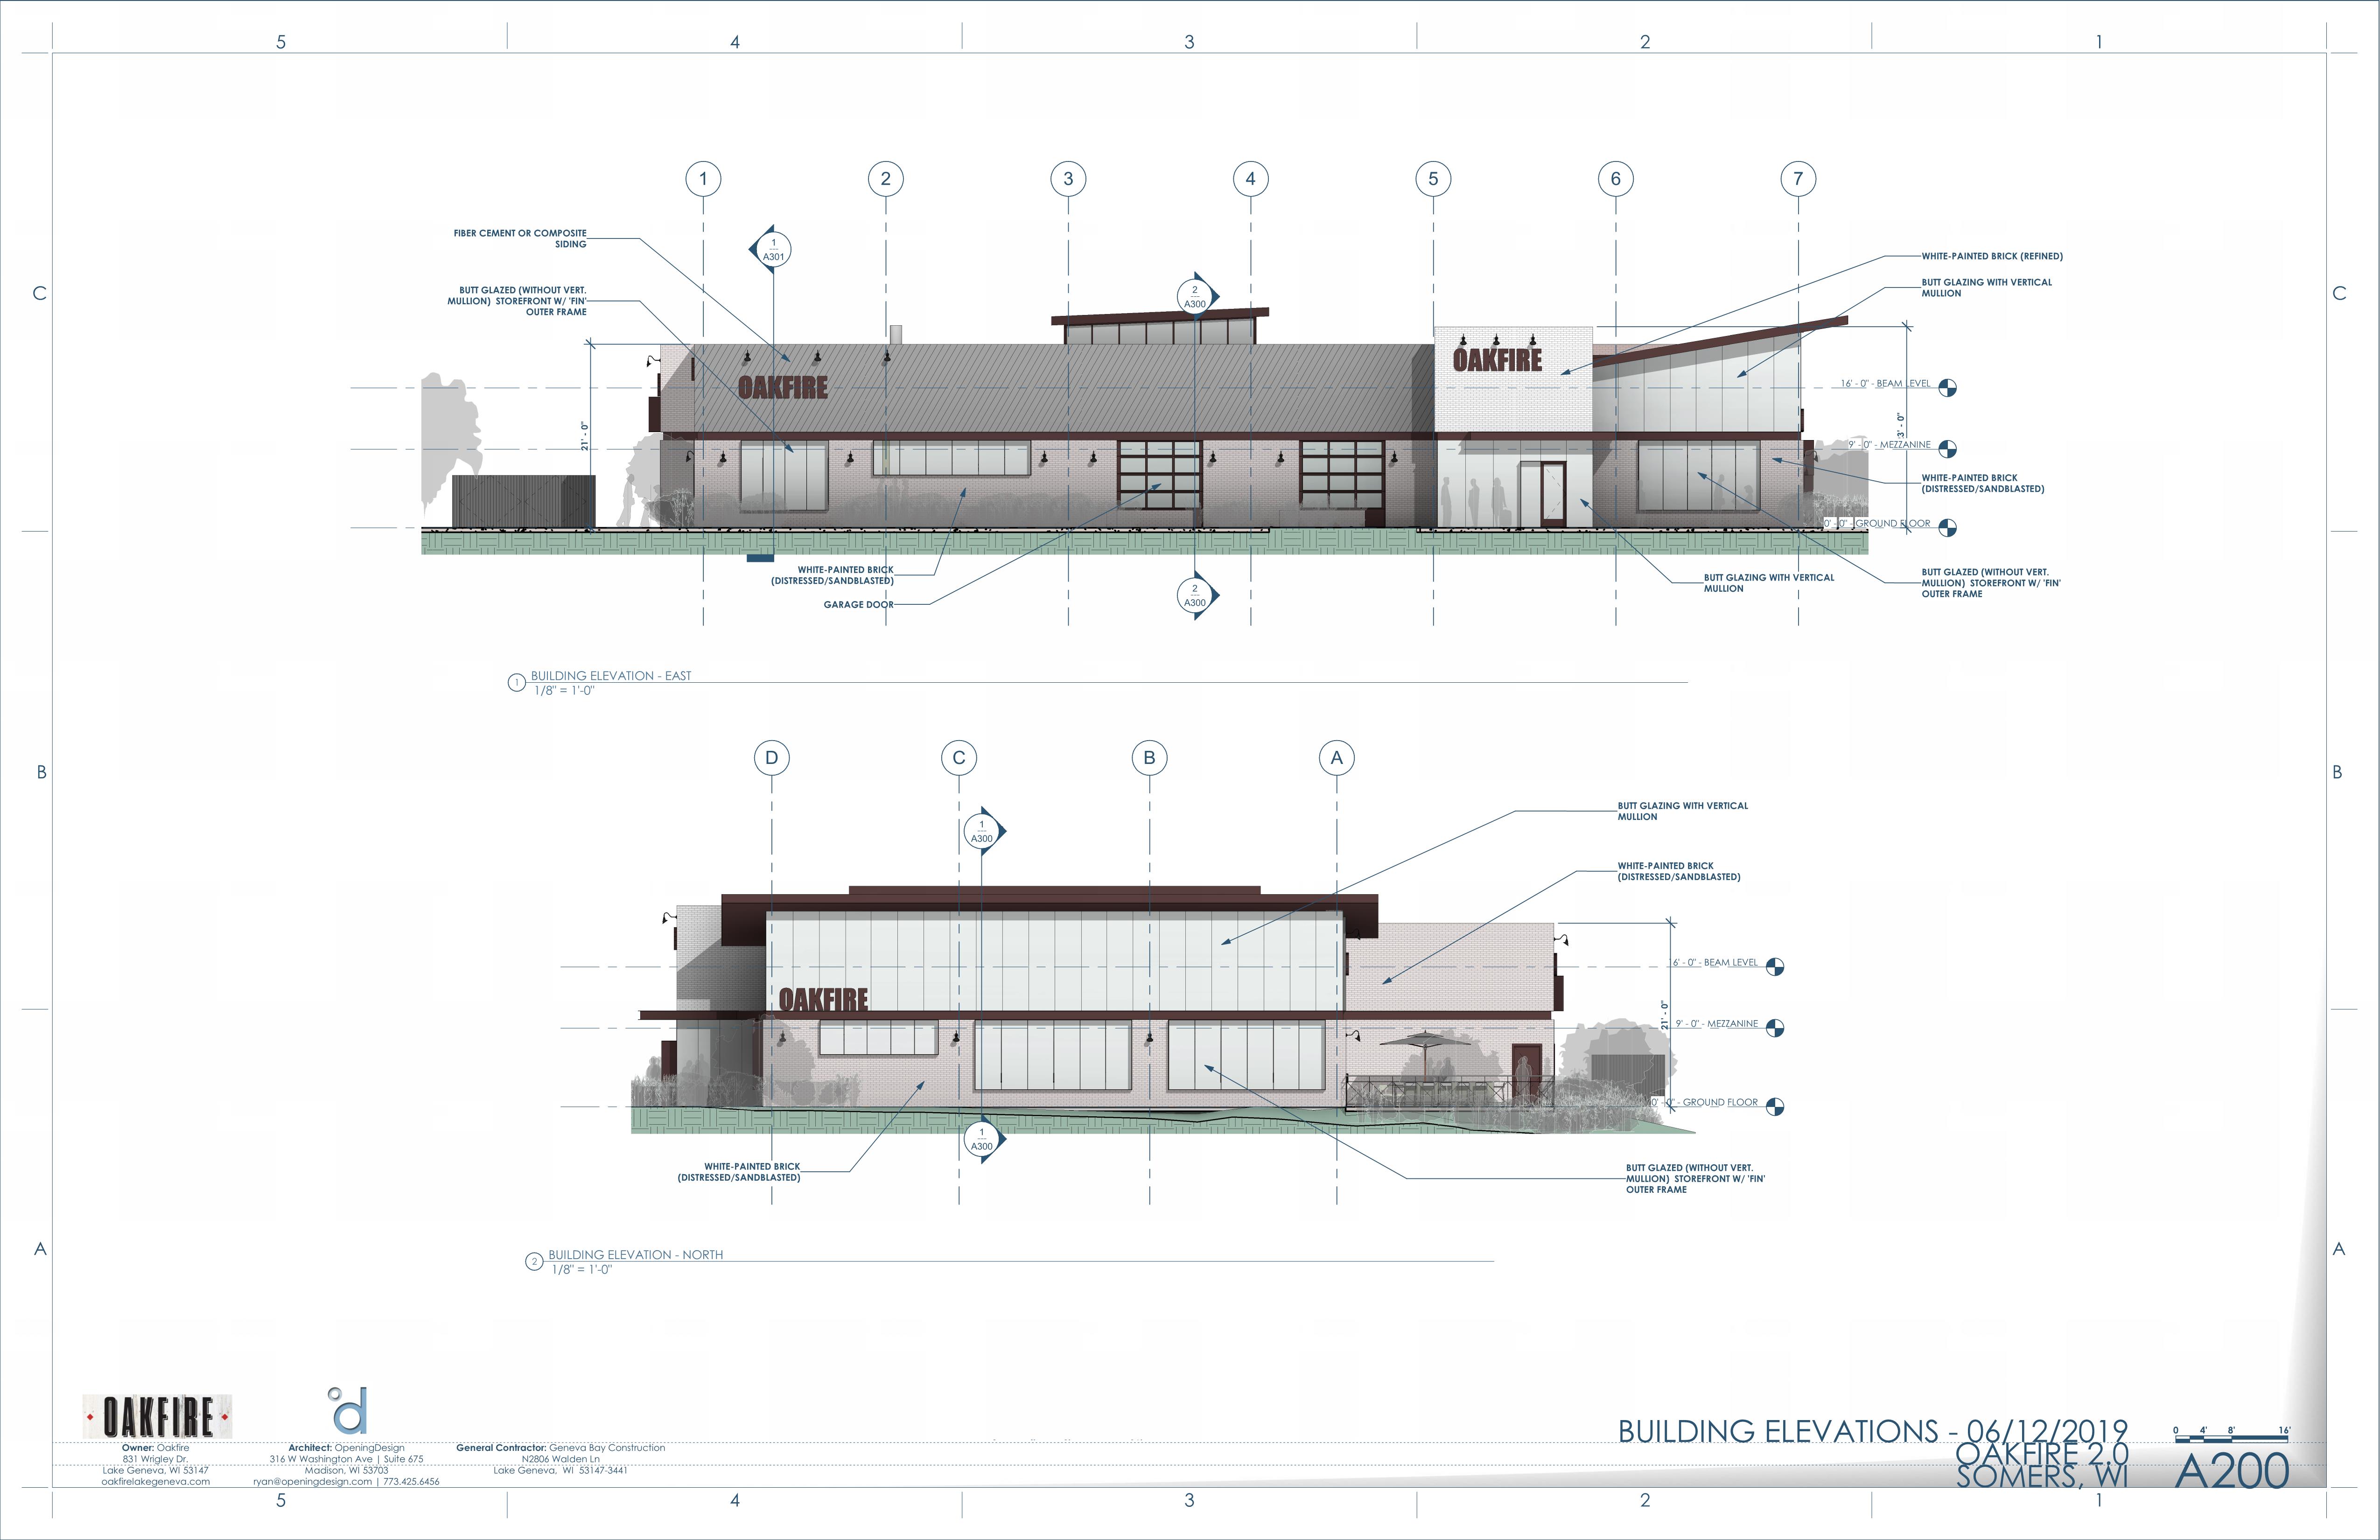 5 4 3 2 1
1 2 3 4 5 6 7
FIBER CEMENT OR COMPOSITE
SIDING
1
A301
WHITE-PAINTED BRICK (REFINED)
BUTT GLAZED (WITHOUT VERT.
MULLION) STOREFRONT W/ 'FIN'
OUTER FRAME
2
A300
BUTT GLAZING WITH VERTICAL
MULLION
C C
OAKFIRE
OAKFIRE
16' - 0" - BEAM LEVEL
21' - 0"
3' - 0"
9' - 0" - MEZZANINE
WHITE-PAINTED BRICK
(DISTRESSED/SANDBLASTED)
0' - 0" - GROUND FLOOR
WHITE-PAINTED BRICK
(DISTRESSED/SANDBLASTED)
GARAGE DOOR
2
A300
BUTT GLAZING WITH VERTICAL
MULLION
BUTT GLAZED (WITHOUT VERT.
MULLION) STOREFRONT W/ 'FIN'
OUTER FRAME
1 BUILDING ELEVATION - EAST
1/8" = 1'-0"
D C B A
B B
BUTT GLAZING WITH VERTICAL
MULLION
1
A300
WHITE-PAINTED BRICK
(DISTRESSED/SANDBLASTED)
16' - 0" - BEAM LEVEL
OAKFIRE
21' - 0"
9' - 0" - MEZZANINE
0' - 0" - GROUND FLOOR
1
A300
WHITE-PAINTED BRICK
(DISTRESSED/SANDBLASTED)
BUTT GLAZED (WITHOUT VERT.
MULLION) STOREFRONT W/ 'FIN'
OUTER FRAME
A A
2 BUILDING ELEVATION - NORTH
1/8" = 1'-0"
OAKFIRE
d
Owner: Oakfire
831 Wrigley Dr.
Lake Geneva, WI 53147
oakfirelakegeneva.com
Architect: OpeningDesign
316 W Washington Ave | Suite 675
Madison, WI 53703
ryan@openingdesign.com | 773.425.6456
General Contractor: Geneva Bay Construction
N2806 Walden Ln
Lake Geneva, WI 53147-3441
BUILDING ELEVATIONS - 06/12/2019
OAKFIRE 2.0
SOMERS, WI
0 4' 8' 16'
A200
5 4 3 2 1